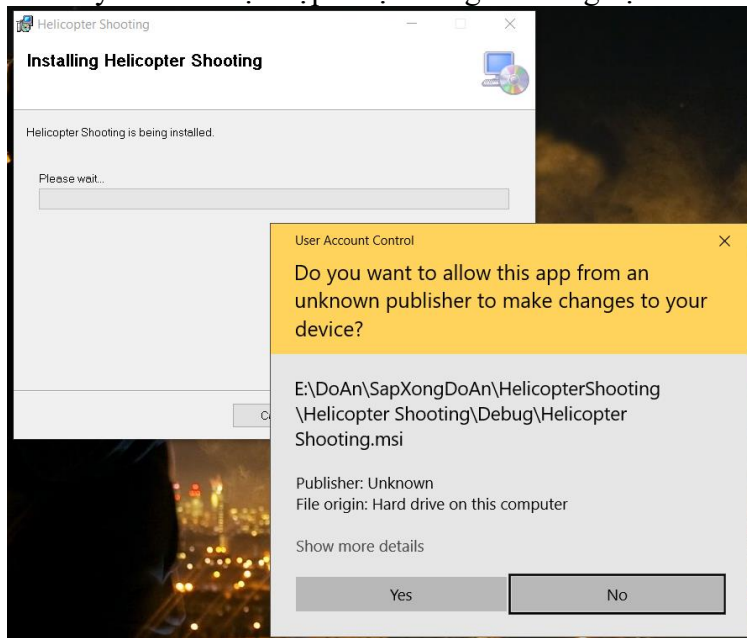 Helicopter Shooting
Installing Helicopter Shooting
Helicopter Shooting is being installed.
Please wait...
User Account Control
Do you want to allow this app from an
unknown publisher to make changes to your
device?
E:\DoAn\SapXongDoAn\HelicopterShooting
\Helicopter Shooting\Debug\Helicopter
Shooting.msi
Publisher: Unknown
File origin: Hard drive on this computer
Show more details
Yes
No